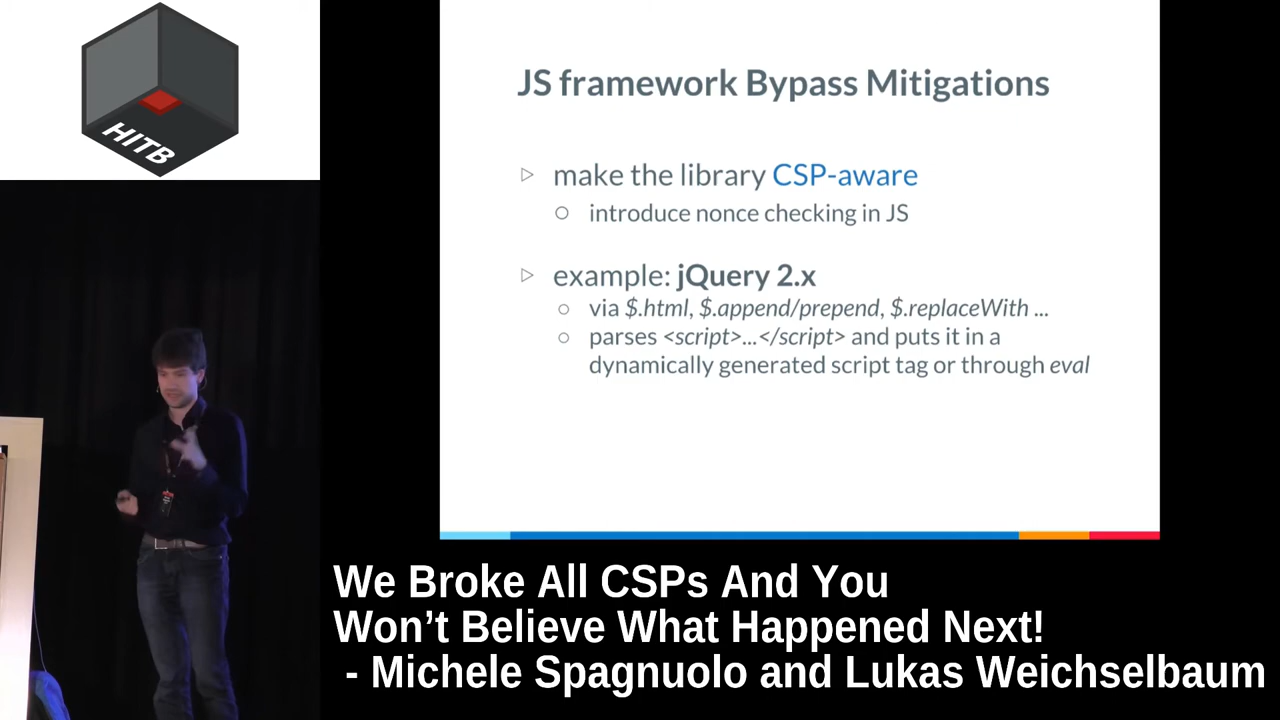 HITB
JS framework Bypass Mitigations
▷ make the library CSP-aware
○ introduce nonce checking in JS
▷ example: jQuery 2.x
○ via $.html, $.append/prepend, $.replaceWith ...
○ parses <script>...</script> and puts it in a
dynamically generated script tag or through eval
We Broke All CSPs And You
Won’t Believe What Happened Next!
- Michele Spagnuolo and Lukas Weichselbaum